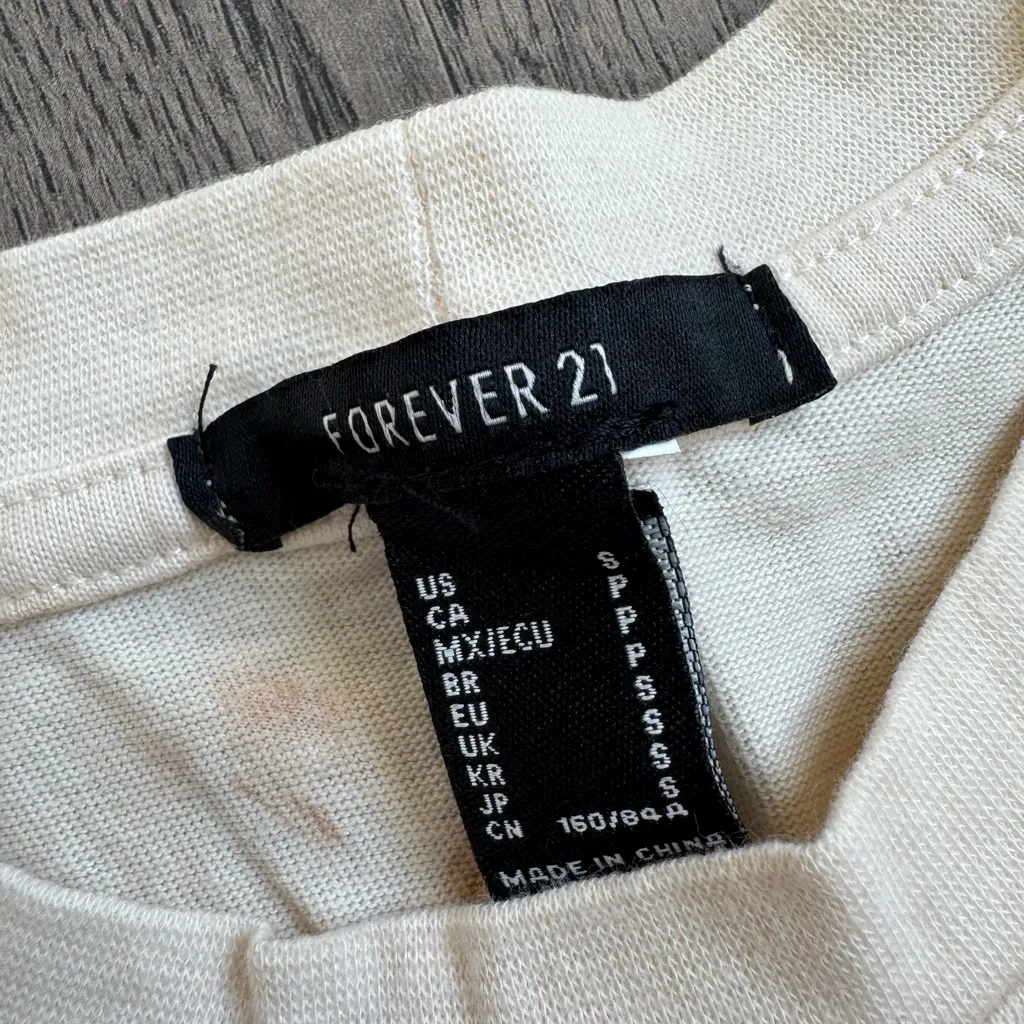 FOREVER 21
US S
CA P
MX/ECU P
BR P
EU S
UK S
KR S
JP S
CN 160/84A
MADE IN CHINA